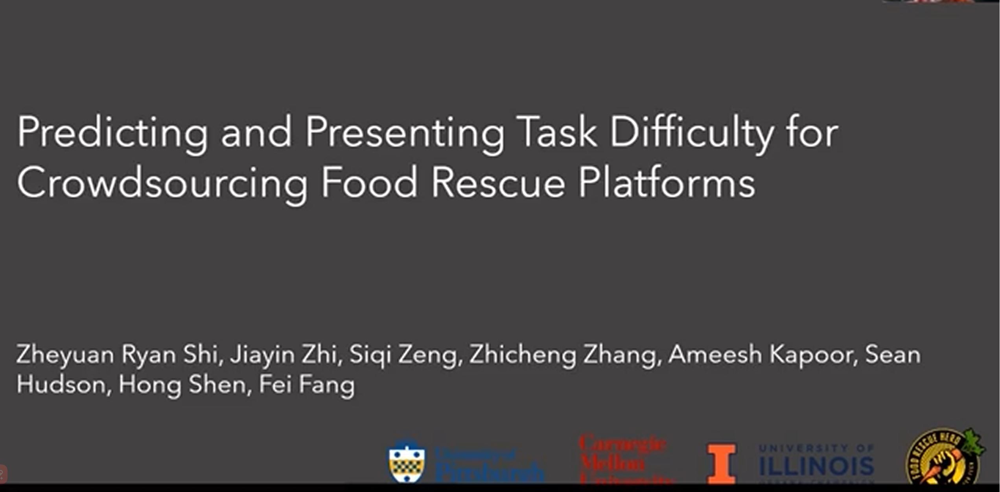 Predicting and Presenting Task Difficulty for
Crowdsourcing Food Rescue Platforms
Zheyuan Ryan Shi, Jiayin Zhi, Siqi Zeng, Zhicheng Zhang, Ameesh Kapoor, Sean
Hudson, Hong Shen, Fei Fang
University of
Pittsburgh
Carnegie
Mellon
University
I
UNIVERSITY OF
ILLINOIS
FOOD RESCUE HERO